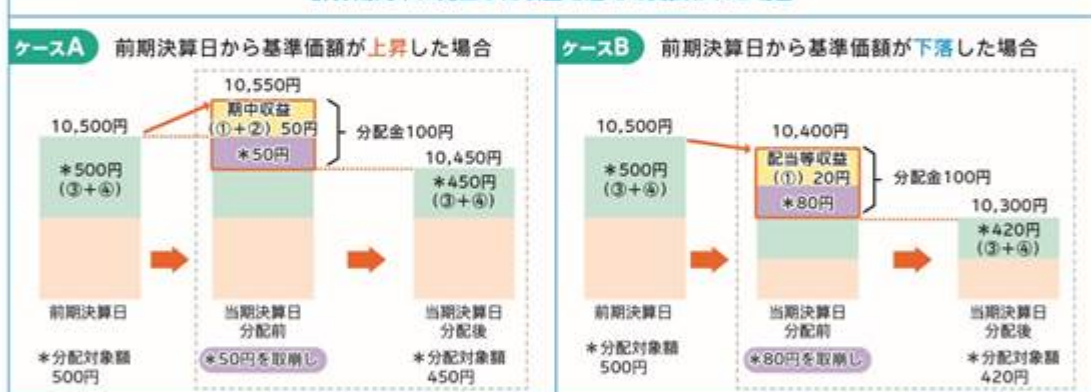 ケースA 前期決算日から基準価額が上昇した場合
10,550円
期中収益
(①+②) 50円
10,500円
分配金100円
*50円
10,450円
*500円
(③+④)
*450円
(③+④)
前期決算日
当期決算日
分配前
当期決算日
分配後
*分配対象額
500円
*50円を取崩し
*分配対象額
450円
ケースB 前期決算日から基準価額が下落した場合
10,500円
10,400円
配当等収益
(①) 20円
分配金100円
*500円
(③+④)
*80円
10,300円
*420円
(③+④)
前期決算日
当期決算日
分配前
当期決算日
分配後
*分配対象額
500円
*80円を取崩し
*分配対象額
420円